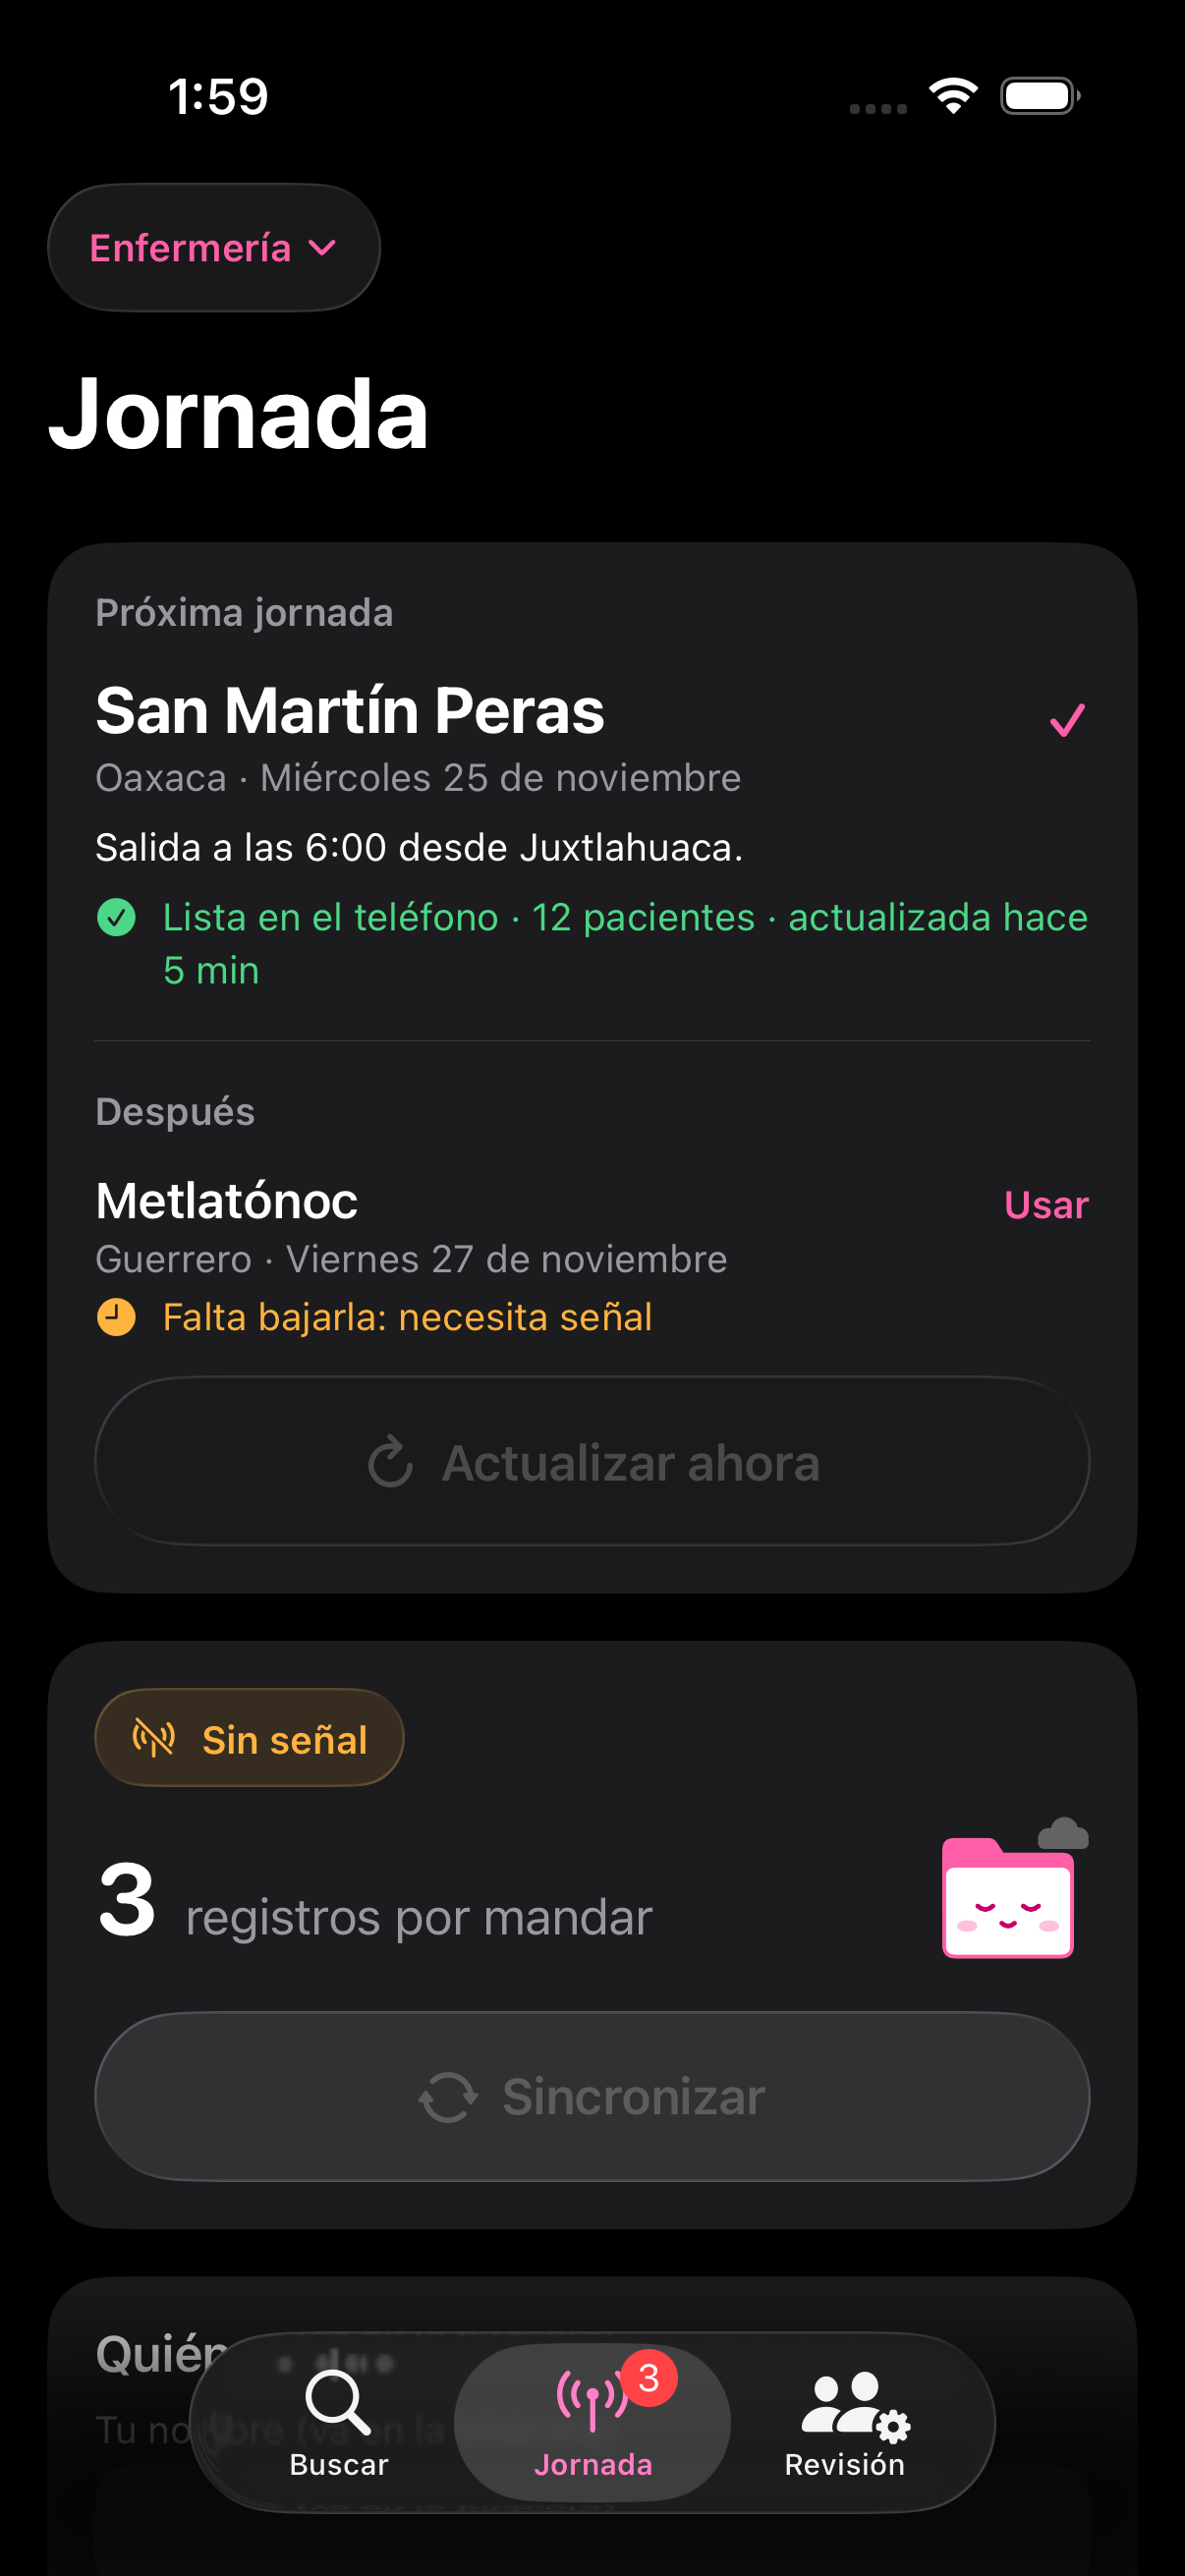 1:59
Enfermería
Jornada
Próxima jornada
San Martín Peras
Oaxaca · Miércoles 25 de noviembre
Salida a las 6:00 desde Juxtlahuaca.
Lista en el teléfono · 12 pacientes · actualizada hace
5 min
Después
Metlatónoc
Usar
Guerrero · Viernes 27 de noviembre
Falta bajarla: necesita señal
Actualizar ahora
Sin señal
3 registros por mandar
Sincronizar
Tu
3
Buscar
Jornada
Revisión